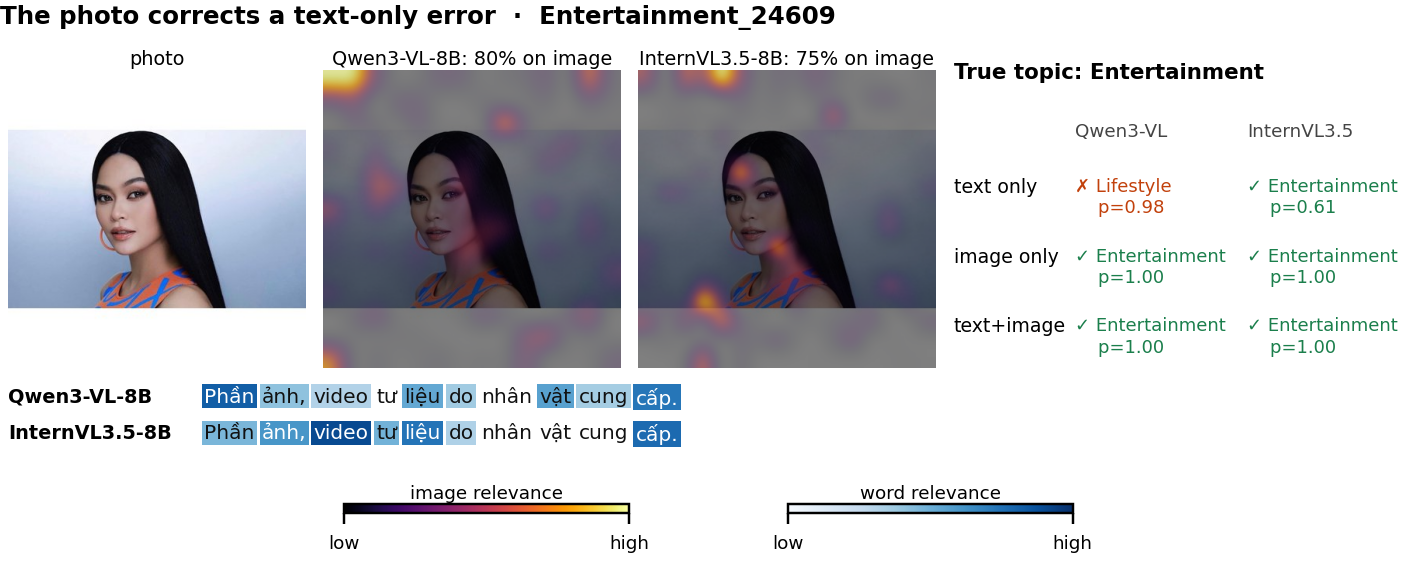 The photo corrects a text-only error · Entertainment_24609
photo
Qwen3-VL-8B: 80% on image
InternVL3.5-8B: 75% on image
True topic: Entertainment
Qwen3-VL InternVL3.5
text only ✗ Lifestyle ✓ Entertainment
p=0.98 p=0.61
image only ✓ Entertainment ✓ Entertainment
p=1.00 p=1.00
text+image ✓ Entertainment ✓ Entertainment
p=1.00 p=1.00
Qwen3-VL-8B Phần ảnh, video tư liệu do nhân vật cung cấp.
InternVL3.5-8B Phần ảnh, video tư liệu do nhân vật cung cấp.
image relevance
low high
word relevance
low high